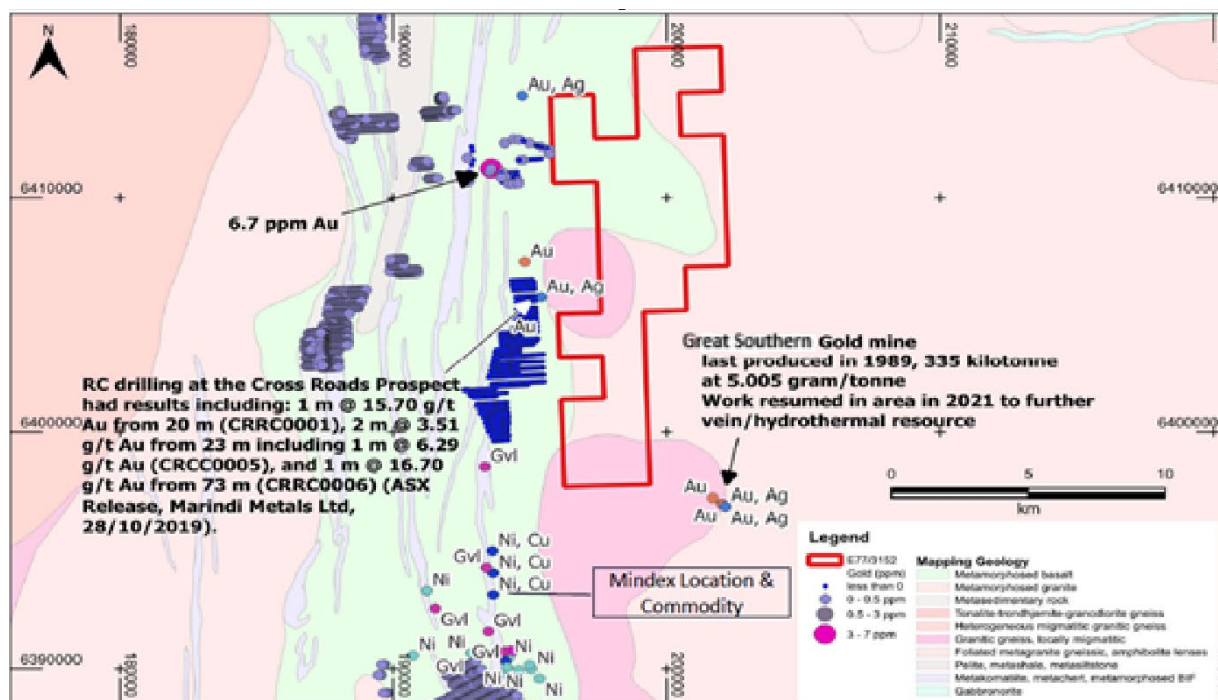 N
180000
190000
200000
210000
Au, Ag
6410000
6410000
6.7 ppm Au
Au
Au, Ag
Au
Great Southern Gold mine
last produced in 1989, 335 kilotonne
at 5.005 gram/tonne
Work resumed in area in 2021 to further
vein/hydrothermal resource
RC drilling at the Cross Roads Prospect
had results including: 1 m @ 15.70 g/t
Au from 20 m (CRRC0001), 2 m @ 3.51
g/t Au from 23 m including 1 m @ 6.29
g/t Au (CRCC0005), and 1 m @ 16.70
g/t Au from 73 m (CRRC0006) (ASX
Release, Marindi Metals Ltd,
28/10/2019).
6400000
6400000
Gvl
Au
Au, Ag
Au
Au, Ag
0
5
10
km
Ni, Cu
Gvl
Ni, Cu
Ni
Ni, Cu
Mindex Location &
Commodity
Gvl
Gvl
Ni
Ni
Gvl
Ni
Ni
Gvl
Ni
Ni
Ni
6390000
6390000
180000
190000
200000
Legend
Gold (ppm)
less than 0
0 - 0.5 ppm
0.5 - 3 ppm
3 - 7 ppm
Mapping Geology
Metamorphosed basalt
Metamorphosed granite
Metasedimentary rock
Tonalite-trondhjemite-granodiorite gneiss
Heterogeneous migmatitic granitic gneiss
Granitic gneiss, locally migmatitic
Foliated metagranite gneissic, amphibolite lenses
Pelite, metashale, metasiltstone
Metakomatiite, metachert, metamorphosed BIF
Gabbronorite